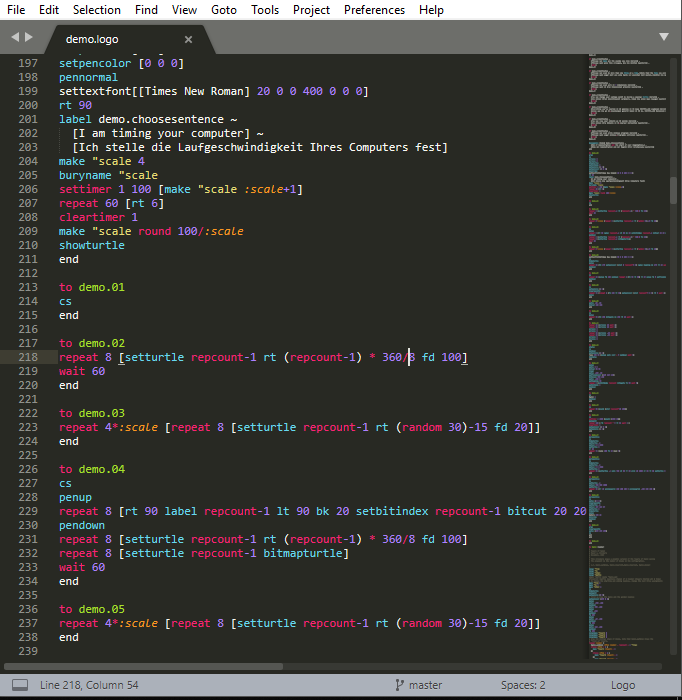 File Edit Selection Find View Goto Tools Project Preferences Help
demo.logo
197 setpencolor [0 0 0]
198 pennormal
199 settextfont[[Times New Roman] 20 0 0 400 0 0 0]
200 rt 90
201 label demo.choosesentence ~
202 [I am timing your computer] ~
203 [Ich stelle die Laufgeschwindigkeit Ihres Computers fest]
204 make "scale 4
205 buryname "scale
206 settimer 1 100 [make "scale :scale+1]
207 repeat 60 [rt 6]
208 cleartimer 1
209 make "scale round 100/:scale
210 showturtle
211 end
212
213 to demo.01
214 cs
215 end
216
217 to demo.02
218 repeat 8 [setturtle repcount-1 rt (repcount-1) * 360/8 fd 100]
219 wait 60
220 end
221
222 to demo.03
223 repeat 4*:scale [repeat 8 [setturtle repcount-1 rt (random 30)-15 fd 20]]
224 end
225
226 to demo.04
227 cs
228 penup
229 repeat 8 [rt 90 label repcount-1 lt 90 bk 20 setbitindex repcount-1 bitcut 20 20
230 pendown
231 repeat 8 [setturtle repcount-1 rt (repcount-1) * 360/8 fd 100]
232 repeat 8 [setturtle repcount-1 bitmapturtle]
233 wait 60
234 end
235
236 to demo.05
237 repeat 4*:scale [repeat 8 [setturtle repcount-1 rt (random 30)-15 fd 20]]
238 end
239
Line 218, Column 54 master Spaces: 2 Logo